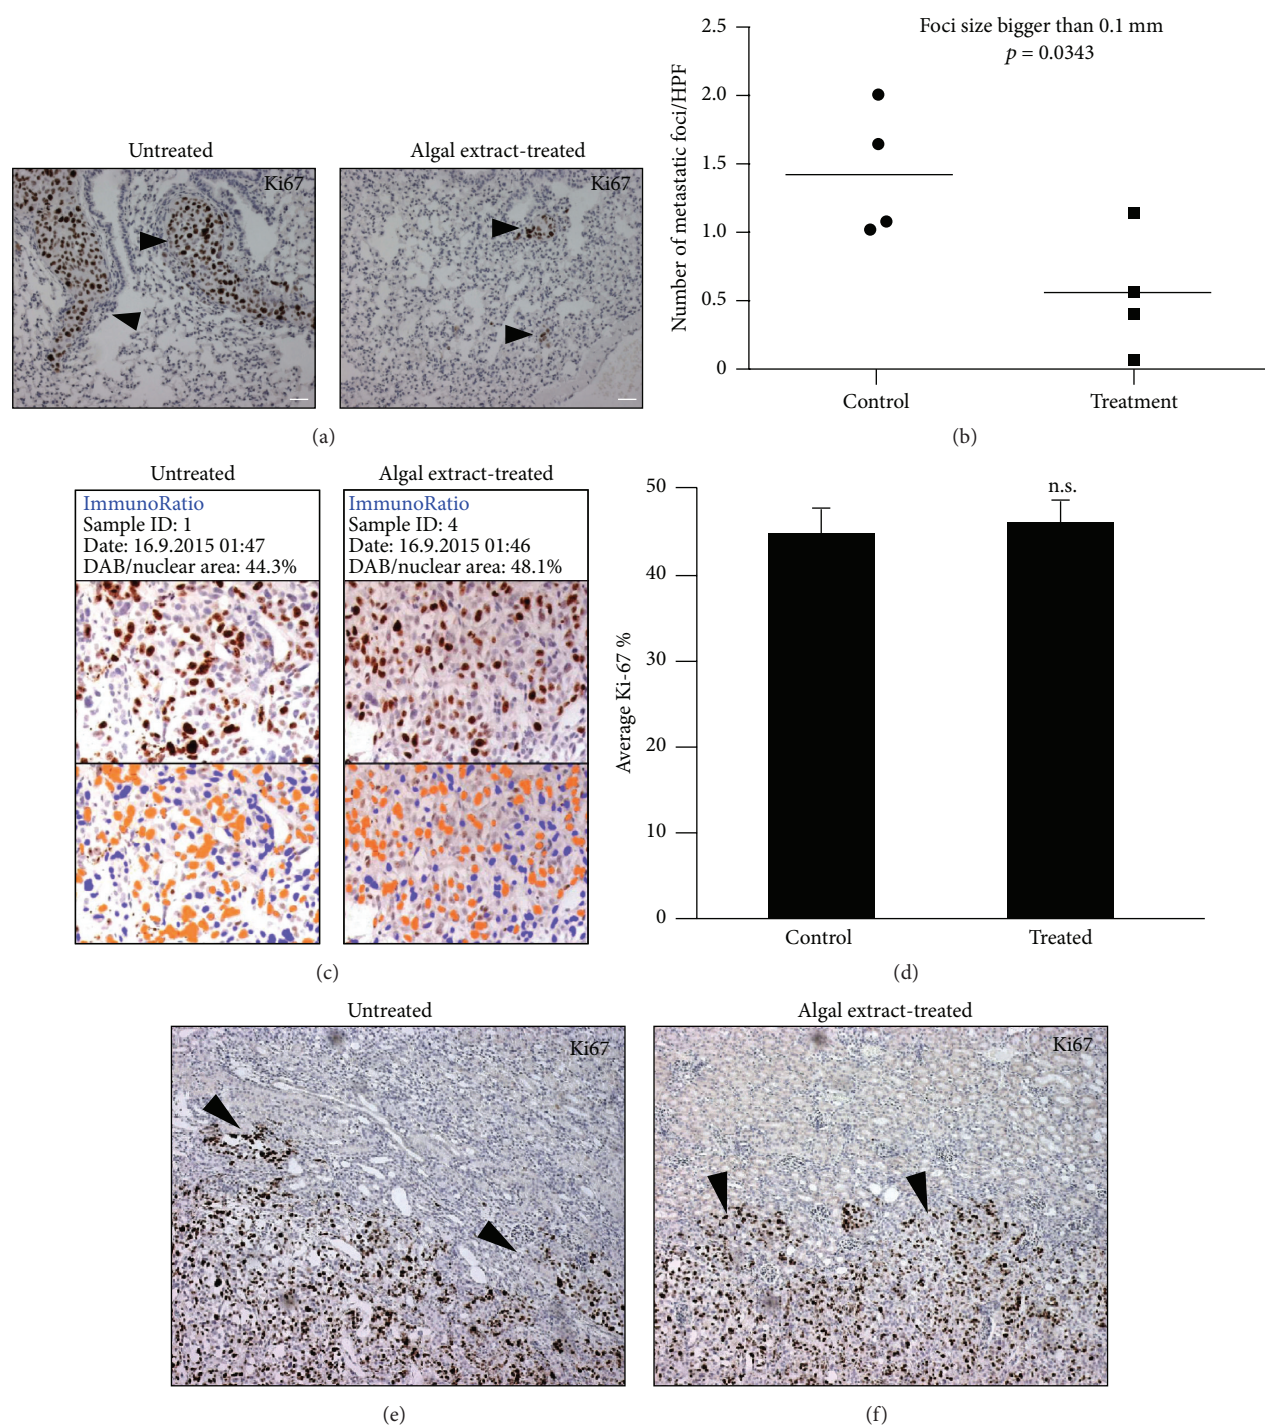 Untreated
Algal extract-treated
Ki67
Ki67
(a)
Foci size bigger than 0.1 mm
p = 0.0343
Number of metastatic foci/HPF
2.5
2.0
1.5
1.0
0.5
0
Control
Treatment
(b)
Untreated
Algal extract-treated
ImmunoRatio
Sample ID: 1
Date: 16.9.2015 01:47
DAB/nuclear area: 44.3%
ImmunoRatio
Sample ID: 4
Date: 16.9.2015 01:46
DAB/nuclear area: 48.1%
(c)
Average Ki-67 %
50
40
30
20
10
0
n.s.
Control
Treated
(d)
Untreated
Algal extract-treated
Ki67
Ki67
(e)
(f)